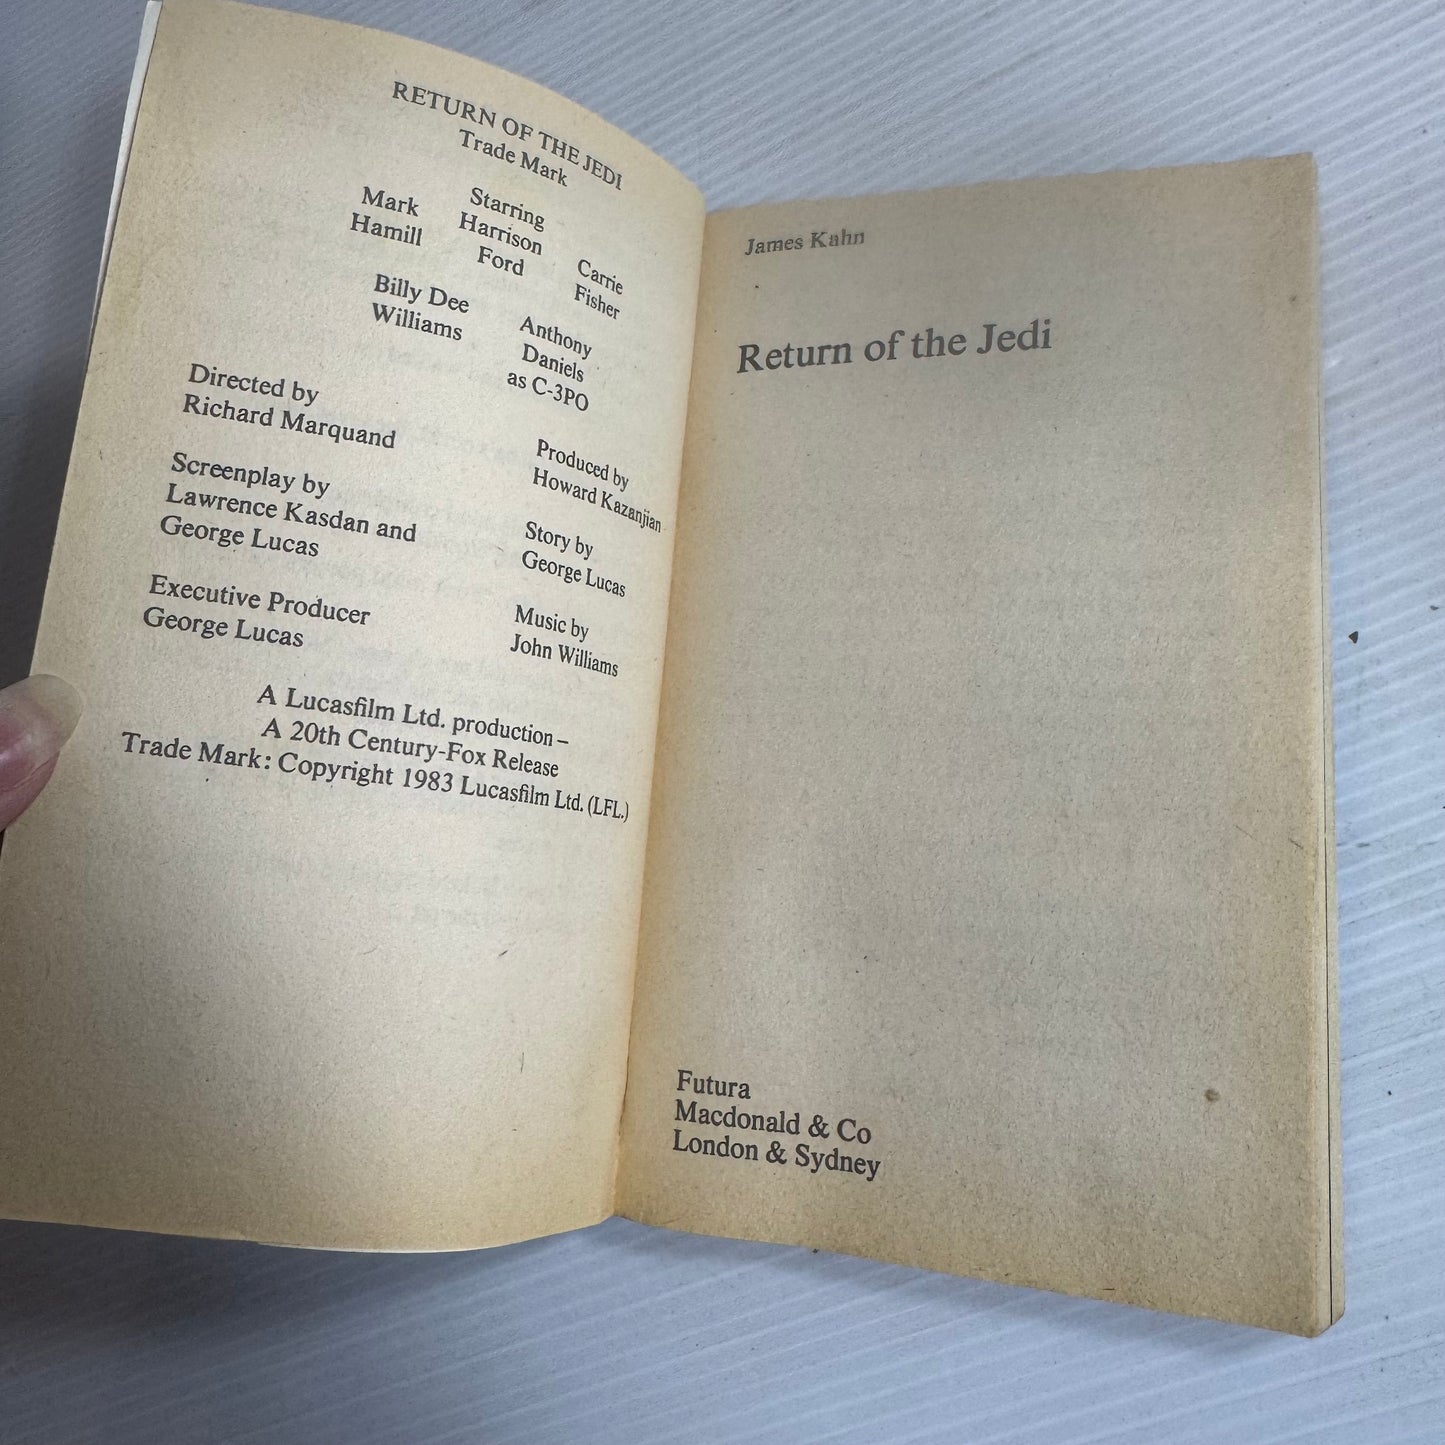 RETURN OF THE JEDI
Trade Mark
Starring
Mark
Hamill
Harrison
Ford
Carrie
Fisher
Billy Dee
Williams
Anthony
Daniels
as C-3PO
Directed by
Richard Marquand
Produced by
Howard Kazanjian
Screenplay by
Lawrence Kasdan and
George Lucas
Story by
George Lucas
Executive Producer
George Lucas
Music by
John Williams
A Lucasfilm Ltd. production–
A 20th Century-Fox Release
Trade Mark: Copyright 1983 Lucasfilm Ltd. (LFL.)
James Kahn
Return of the Jedi
Futura
Macdonald & Co
London & Sydney